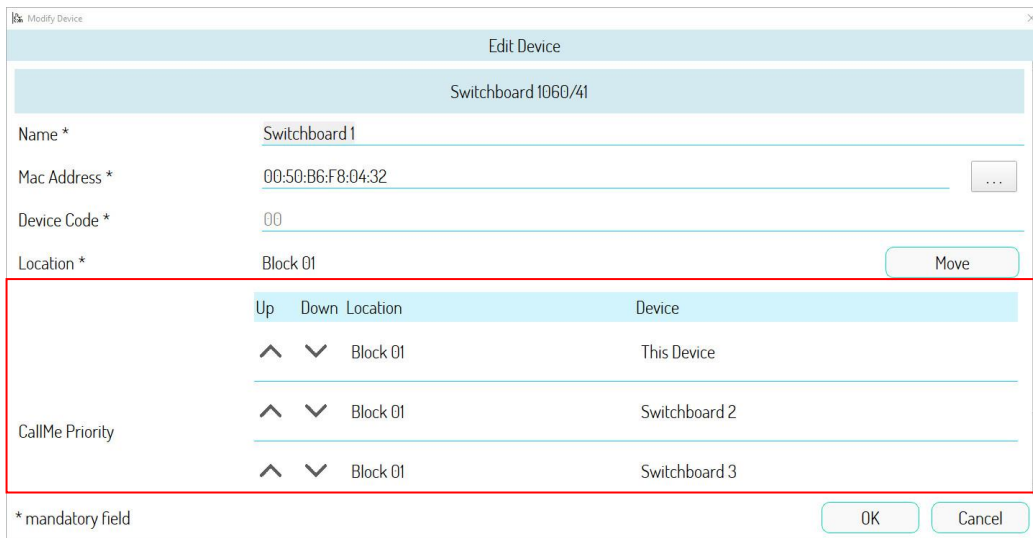 Modify Device
Edit Device
Switchboard 1060/41
Name * Switchboard 1
Mac Address * 00:50:B6:F8:04:32 ...
Device Code * 00
Location * Block 01 Move
Up Down Location Device
Block 01 This Device
Block 01 Switchboard 2
CallMe Priority
Block 01 Switchboard 3
* mandatory field OK Cancel